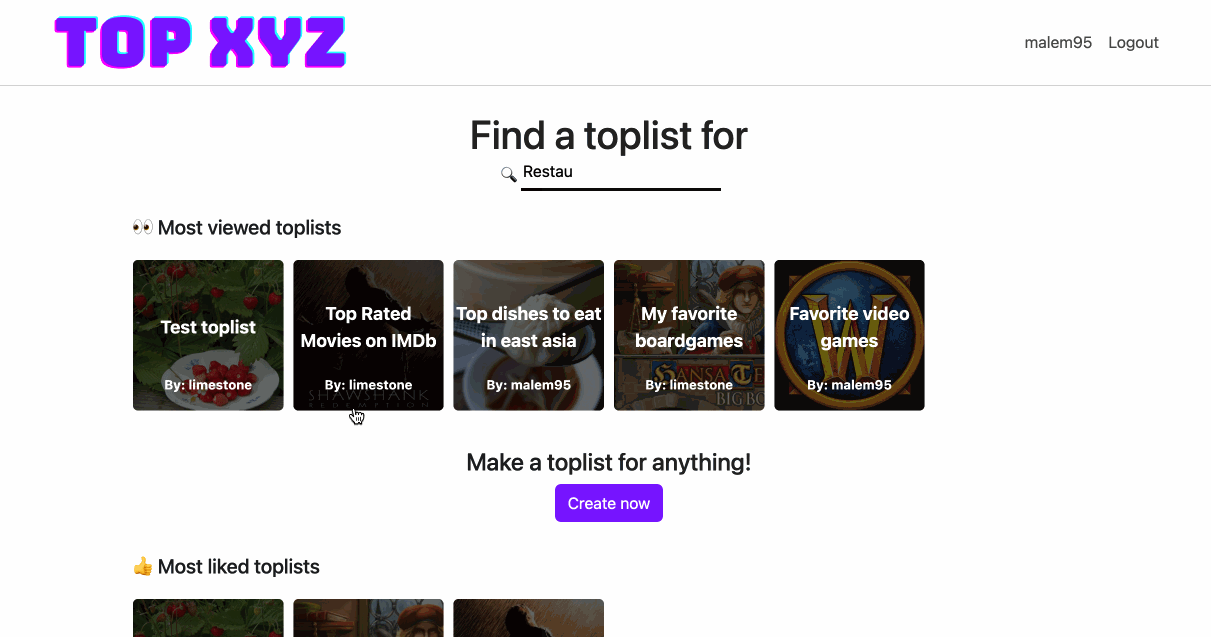 TOP XYZ
malem95 Logout
Find a toplist for
Restau
Most viewed toplists
Test toplist
By: limestone
Top Rated
Movies on IMDb
By: limestone
SHAWSHANK
REDEMPTION
Top dishes to eat
in east asia
By: malem95
My favorite
boardgames
By: limestone
HANSA TE
BIG BO
Favorite video
games
By: malem95
W
Make a toplist for anything!
Create now
Most liked toplists